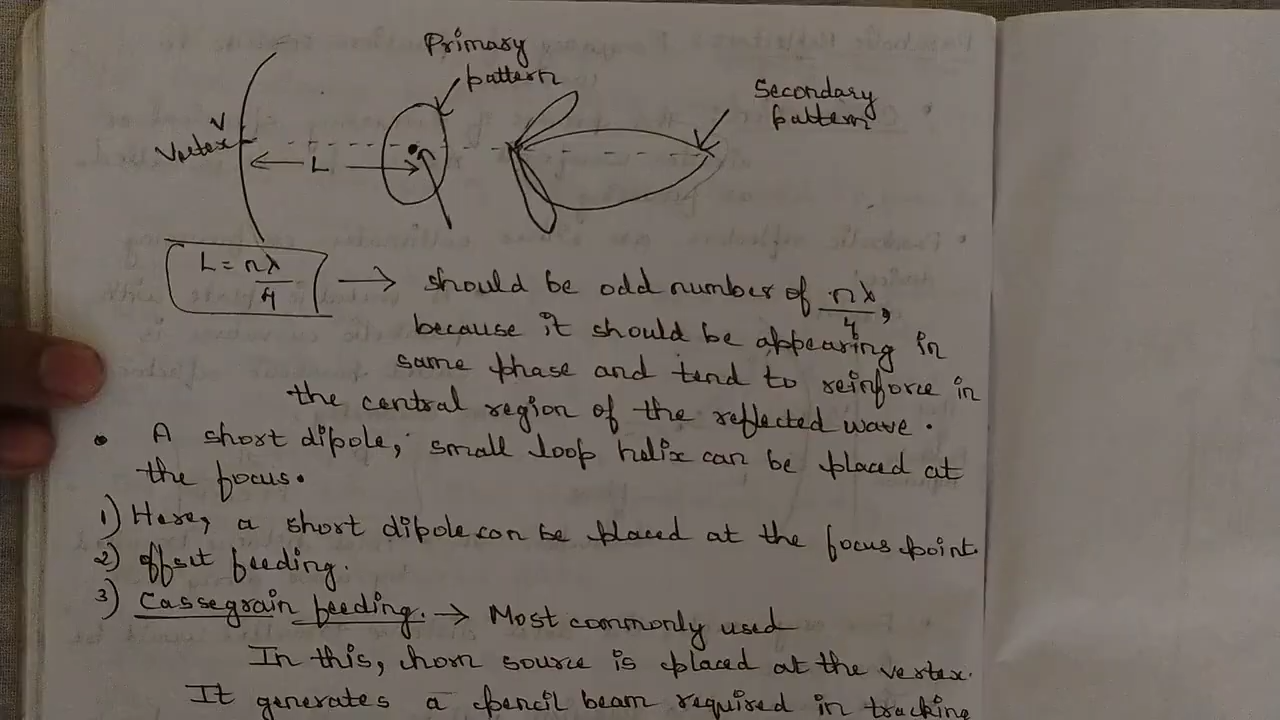 Primary
pattern
Secondary
pattern
V
Vertex
L
L = nλ/4 → should be odd number of nλ/4,
because it should be appearing in
same phase and tend to reinforce in
the central region of the reflected wave.
• A short dipole, small loop helix can be placed at
the focus.
1) Here, a short dipole can be placed at the focus point.
2) offset feeding.
3) Cassegrain feeding. → Most commonly used
In this, horn source is placed at the vertex.
It generates a pencil beam required in tracking